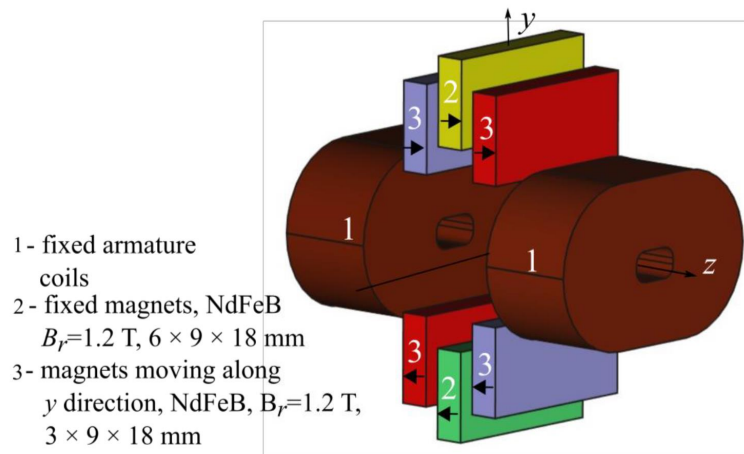 y
2
3
3
1
1
z
3
3
2
1 - fixed armature
coils
2 - fixed magnets, NdFeB
Br=1.2 T, 6 × 9 × 18 mm
3- magnets moving along
y direction, NdFeB, Br=1.2 T,
3 × 9 × 18 mm